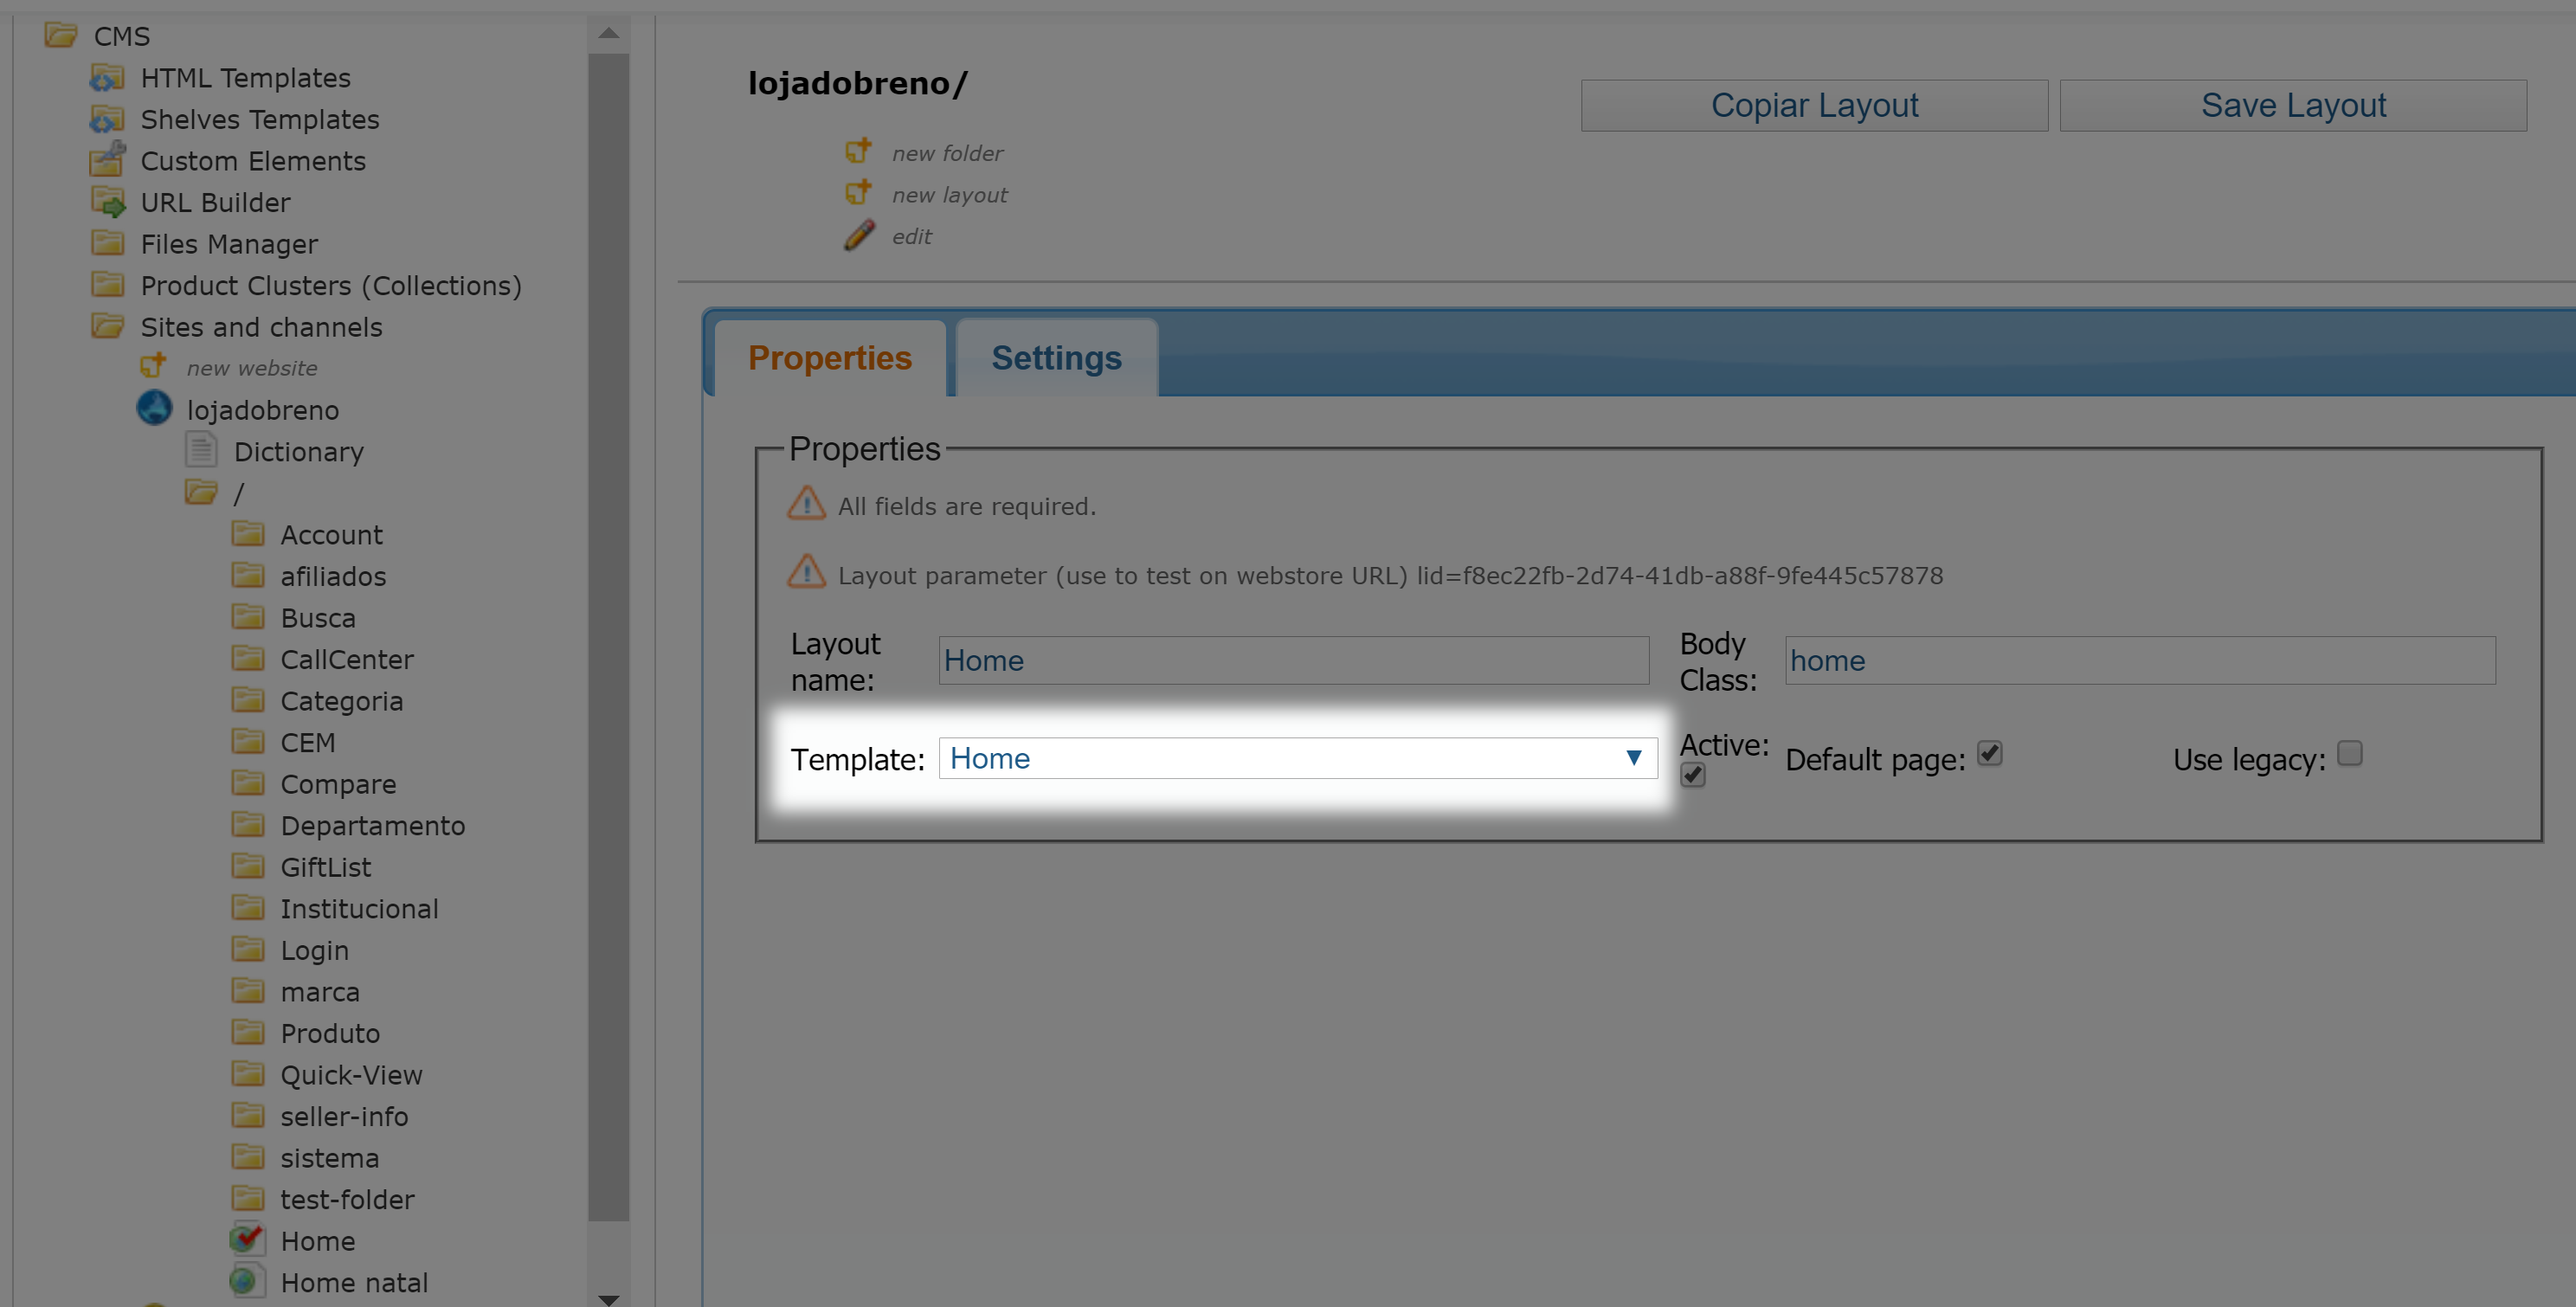 CMS
HTML Templates
Shelves Templates
Custom Elements
URL Builder
Files Manager
Product Clusters (Collections)
Sites and channels
new website
lojadobreno
Dictionary
/
Account
afiliados
Busca
CallCenter
Categoria
CEM
Compare
Departamento
GiftList
Institucional
Login
marca
Produto
Quick-View
seller-info
sistema
test-folder
Home
Home natal
lojadobreno/
Copiar Layout
Save Layout
new folder
new layout
edit
Properties
Settings
Properties
All fields are required.
Layout parameter (use to test on webstore URL) lid=f8ec22fb-2d74-41db-a88f-9fe445c57878
Layout
name:
Home
Body
Class:
home
Template:
Home
Active:
Default page:
Use legacy: